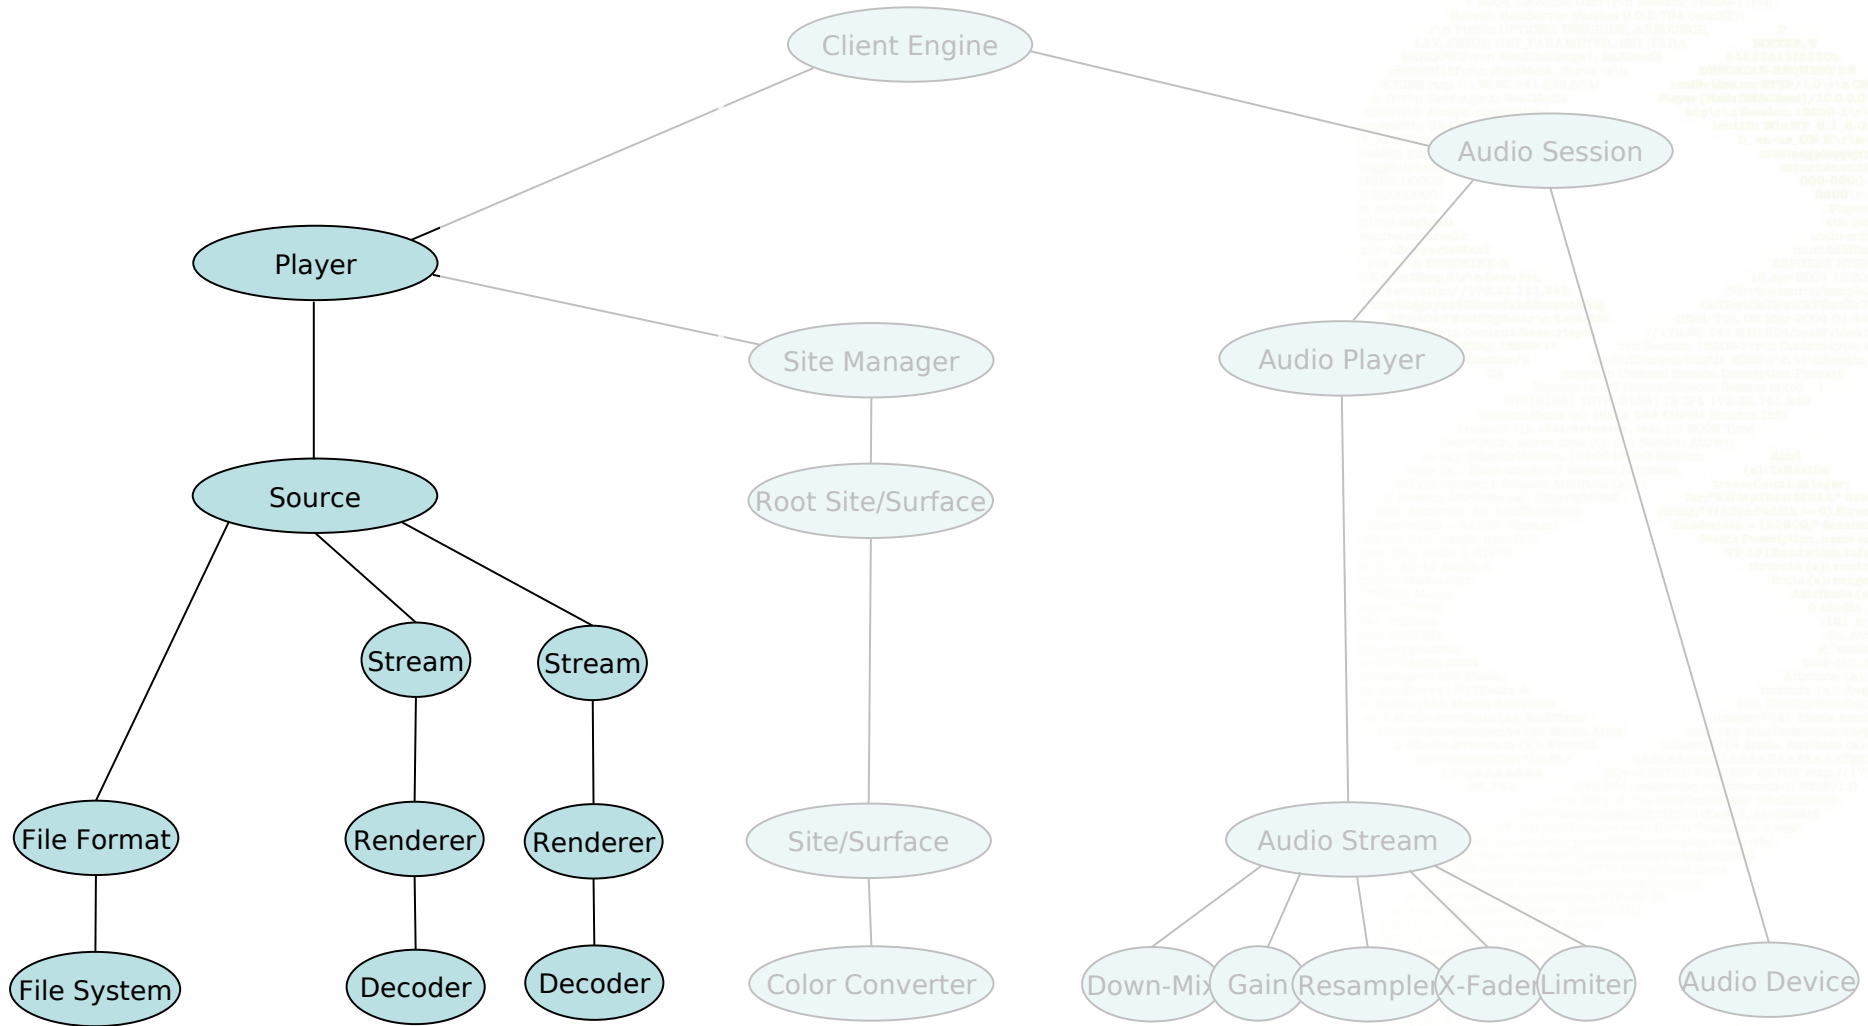 Client Engine
Audio Session
Player
Site Manager
Audio Player
Source
Root Site/Surface
Stream
Stream
File Format
Renderer
Renderer
Site/Surface
Audio Stream
File System
Decoder
Decoder
Color Converter
Down-Mix
Gain
Resampler
X-Fader
Limiter
Audio Device